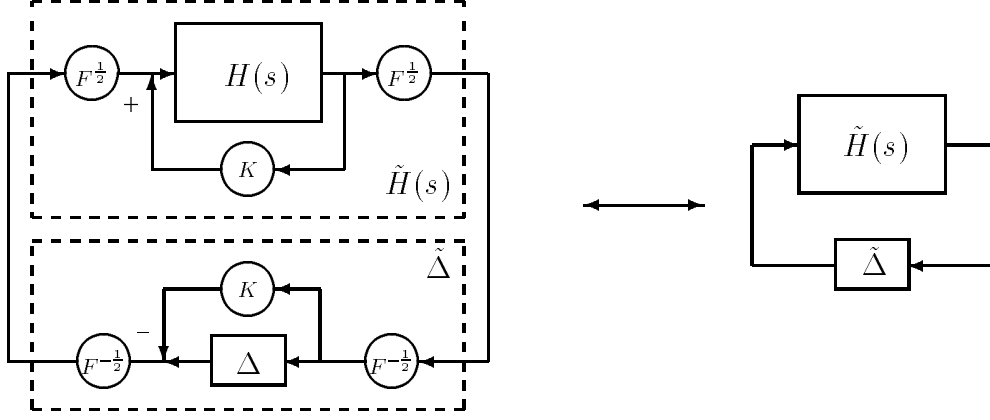 F^{1/2} H(s) F^{1/2}
+
K
H̃(s)
Δ̃
K
−
F^{-1/2} Δ F^{-1/2}
H̃(s)
Δ̃